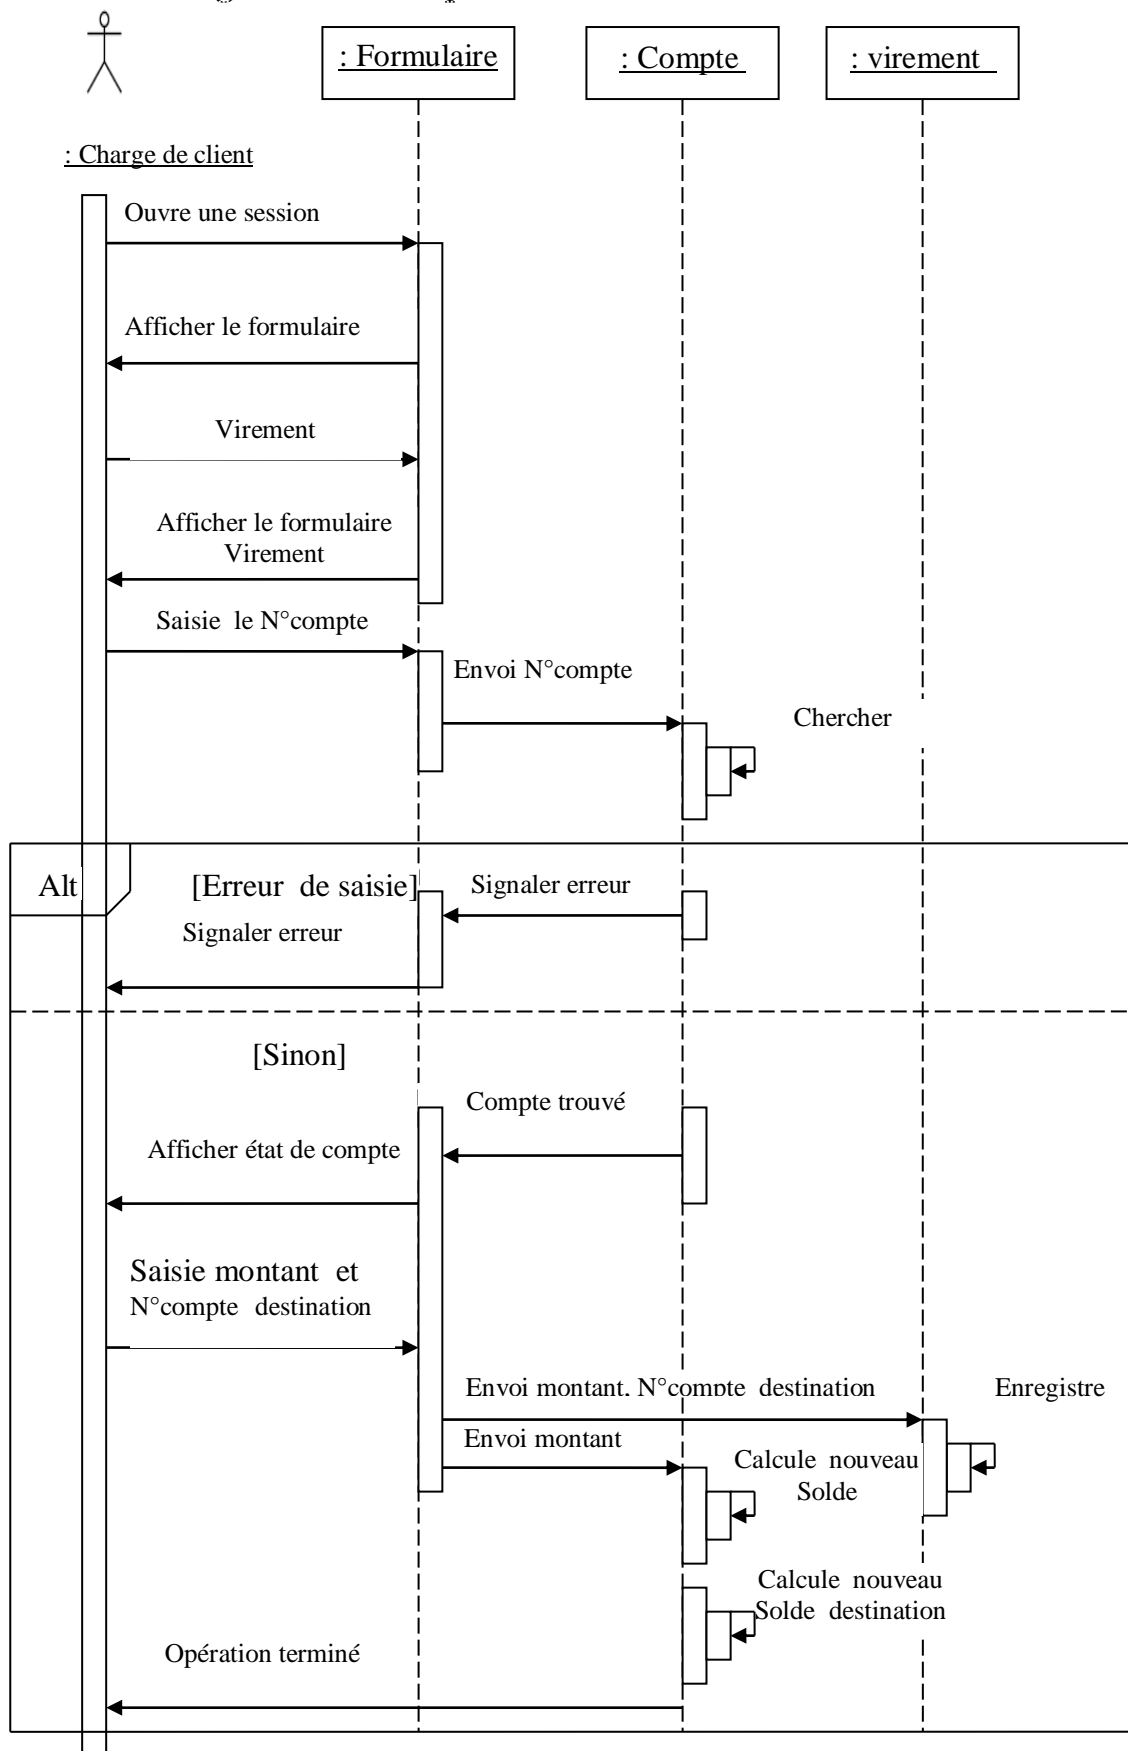 : Formulaire
: Compte
: virement
: Charge de client
Ouvre une session
Afficher le formulaire
Virement
Afficher le formulaire
Virement
Saisie le N°compte
Envoi N°compte
Chercher
Alt
[Erreur de saisie]
Signaler erreur
Signaler erreur
[Sinon]
Compte trouvé
Afficher état de compte
Saisie montant et
N°compte destination
Envoi montant, N°compte destination
Enregistre
Envoi montant
Calcule nouveau
Solde
Calcule nouveau
Solde destination
Opération terminé